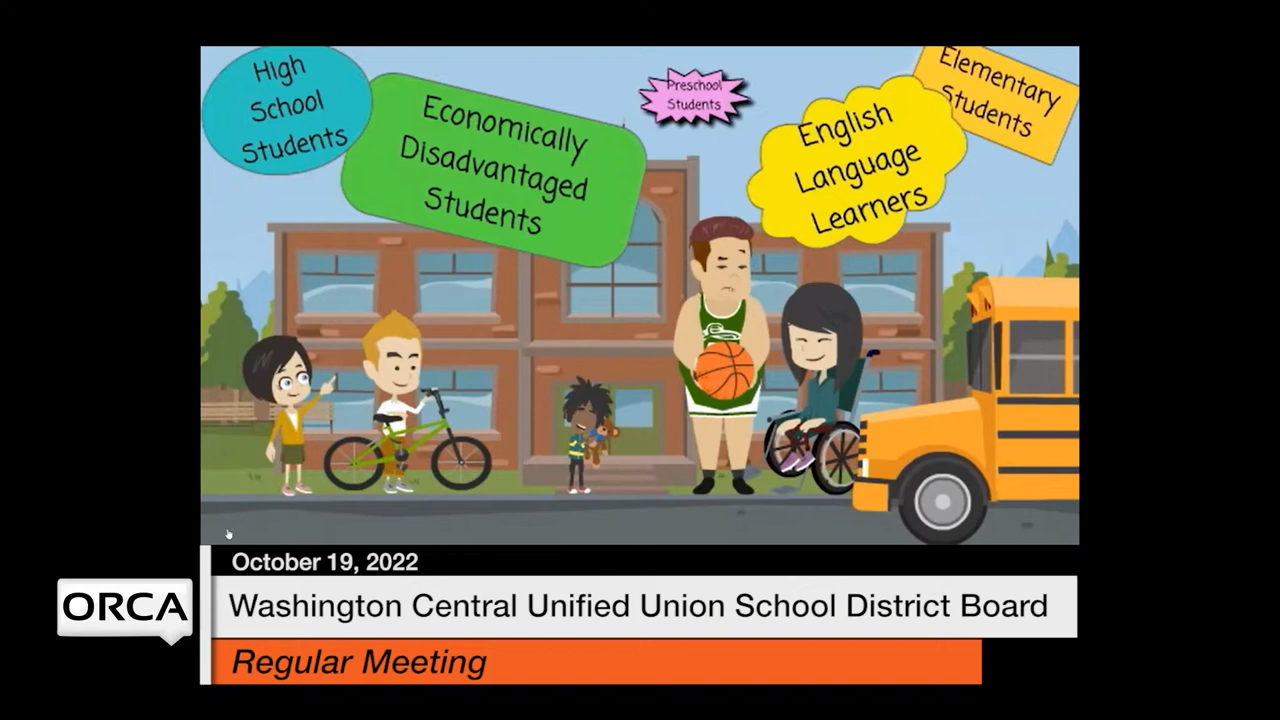 High
School
Students
Economically
Disadvantaged
Students
Preschool
Students
English
Language
Learners
Elementary
Students
October 19, 2022
ORCA
Washington Central Unified Union School District Board
Regular Meeting